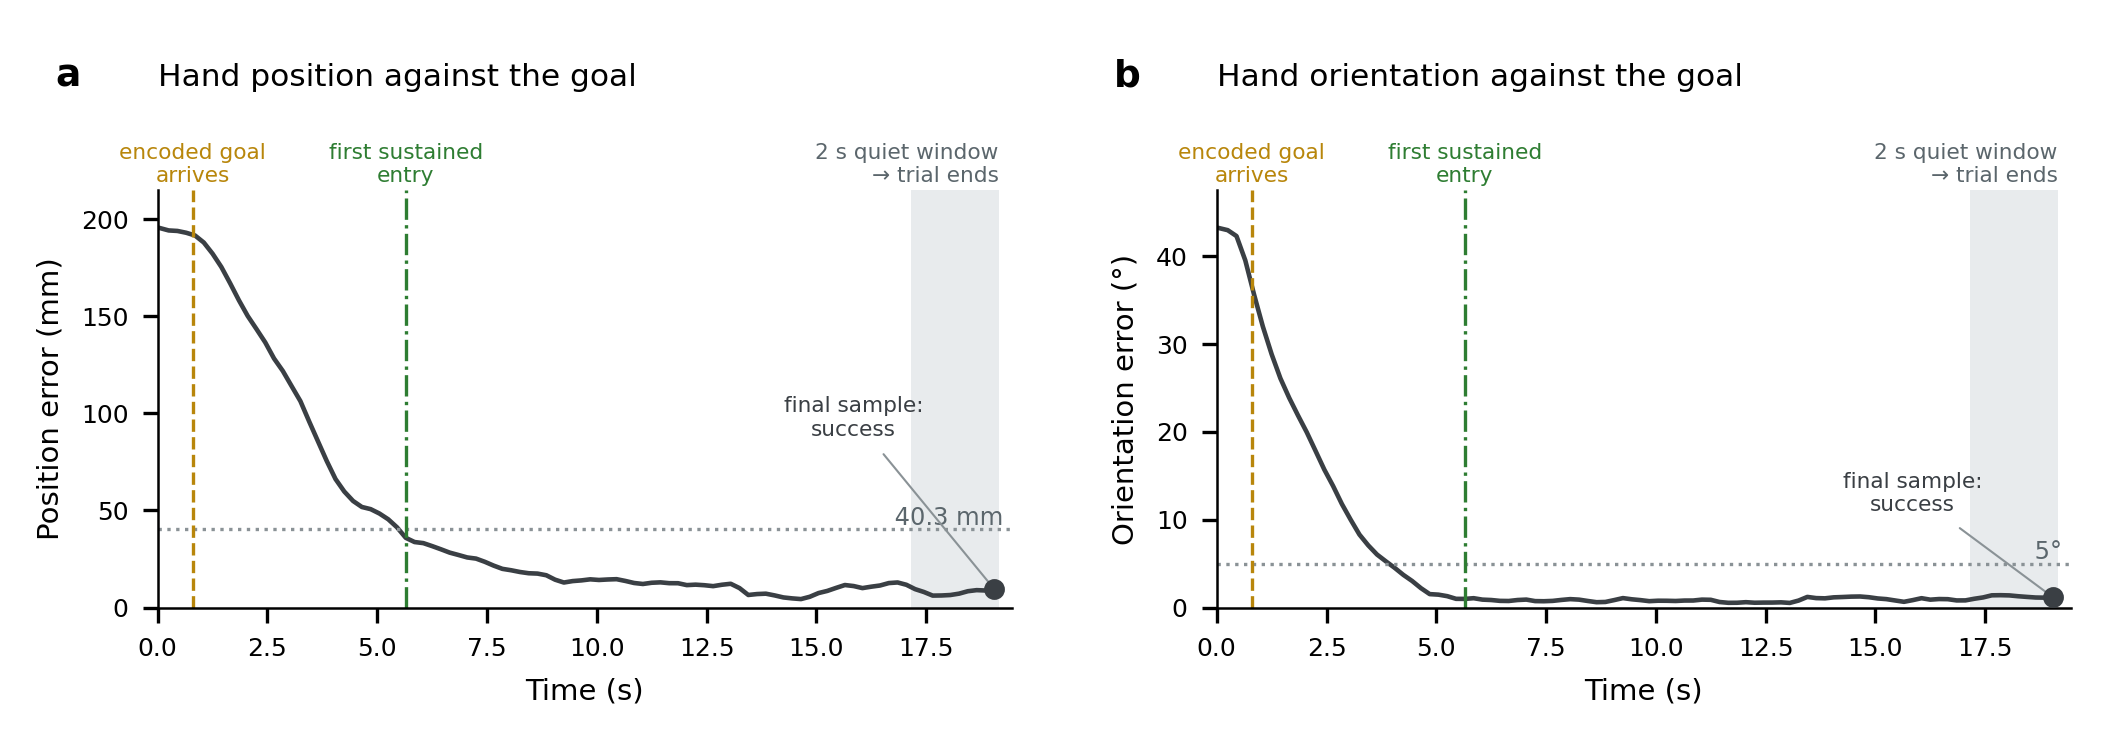 a Hand position against the goal
encoded goal
arrives
first sustained
entry
2 s quiet window
→ trial ends
Position error (mm)
200
150
100
50
0
final sample:
success
40.3 mm
0.0 2.5 5.0 7.5 10.0 12.5 15.0 17.5
Time (s)
b Hand orientation against the goal
encoded goal
arrives
first sustained
entry
2 s quiet window
→ trial ends
Orientation error (°)
40
30
20
10
0
final sample:
success
5°
0.0 2.5 5.0 7.5 10.0 12.5 15.0 17.5
Time (s)